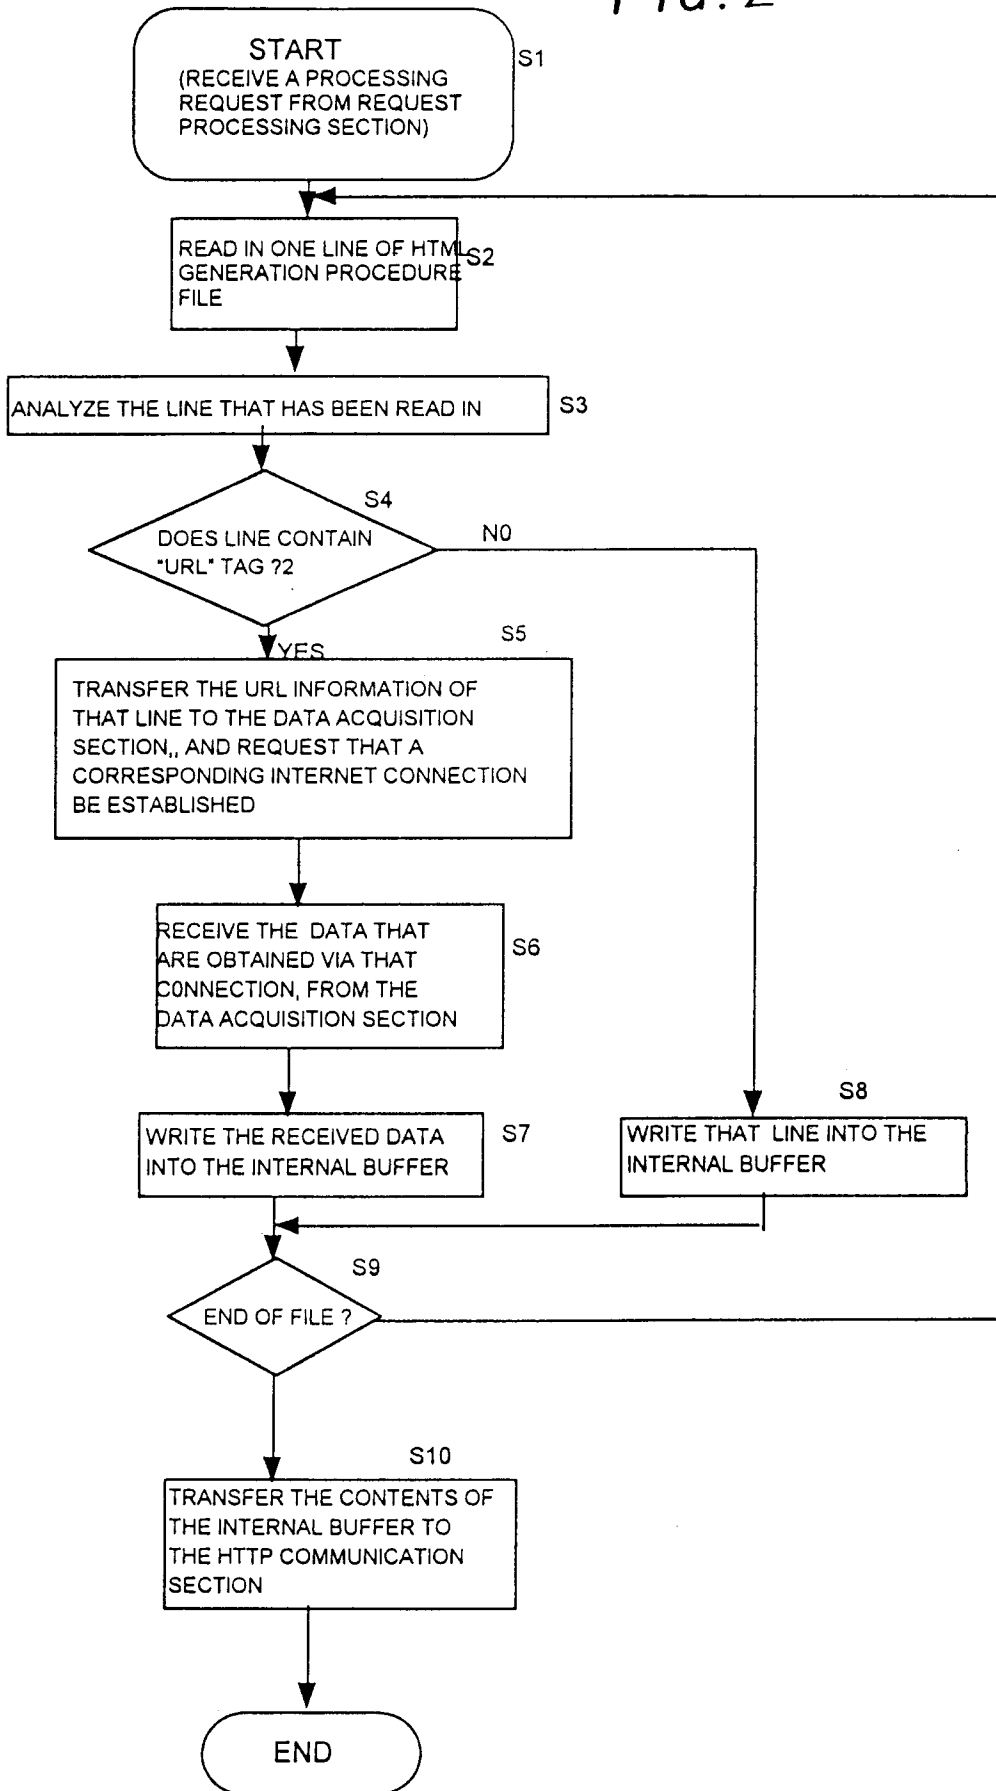 FIG. 2
START
(RECEIVE A PROCESSING
REQUEST FROM REQUEST
PROCESSING SECTION)
S1
READ IN ONE LINE OF HTML
GENERATION PROCEDURE
FILE
S2
ANALYZE THE LINE THAT HAS BEEN READ IN
S3
S4
DOES LINE CONTAIN
"URL" TAG ?2
N0
YES
S5
TRANSFER THE URL INFORMATION OF
THAT LINE TO THE DATA ACQUISITION
SECTION,, AND REQUEST THAT A
CORRESPONDING INTERNET CONNECTION
BE ESTABLISHED
RECEIVE THE DATA THAT
ARE OBTAINED VIA THAT
C0NNECTION, FROM THE
DATA ACQUISITION SECTION
S6
WRITE THE RECEIVED DATA
INTO THE INTERNAL BUFFER
S7
S8
WRITE THAT LINE INTO THE
INTERNAL BUFFER
S9
END OF FILE ?
S10
TRANSFER THE CONTENTS OF
THE INTERNAL BUFFER TO
THE HTTP COMMUNICATION
SECTION
END